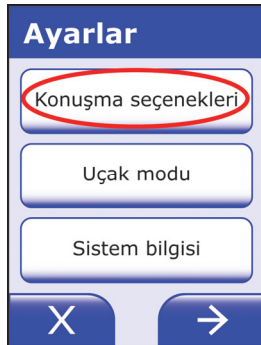 Ayarlar
Konuşma seçenekleri
Uçak modu
Sistem bilgisi
X
→